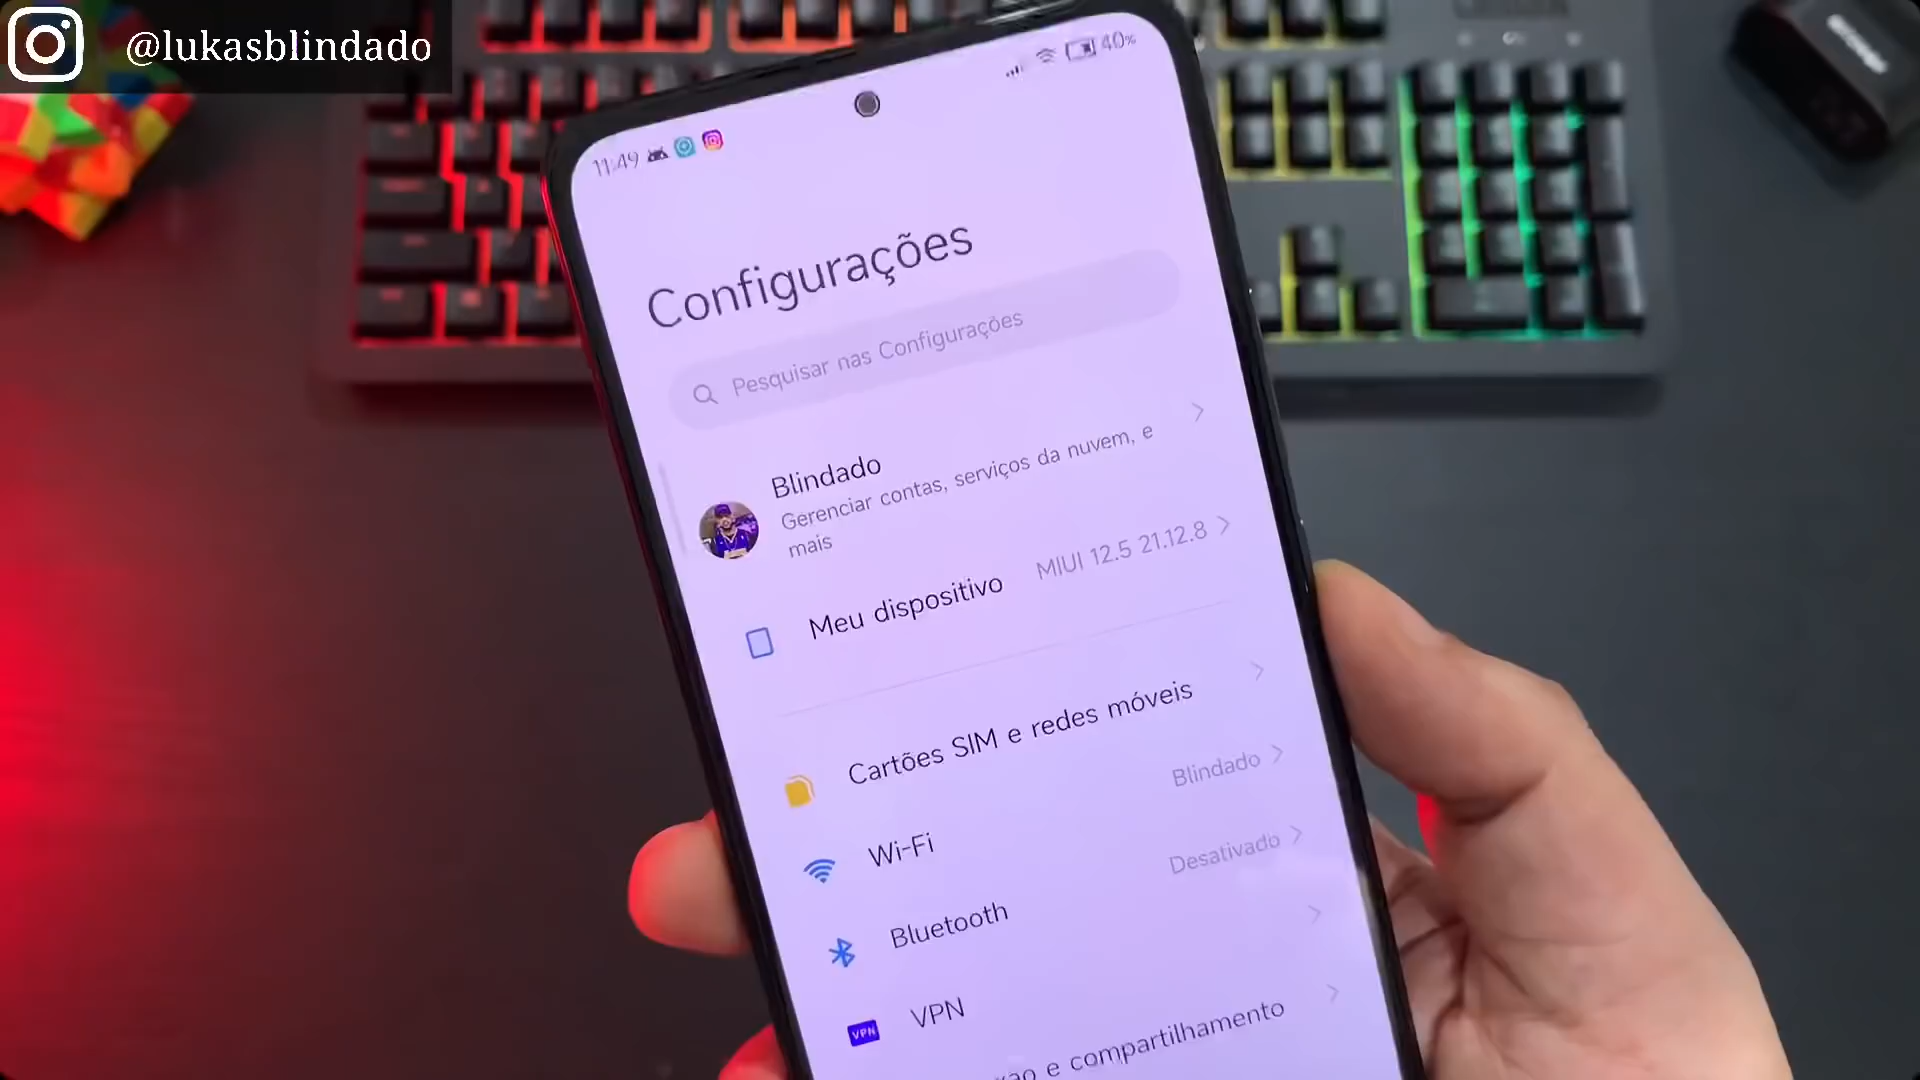 @lukasblindado
11:49
40%
Configurações
Pesquisar nas Configurações
Blindado
Gerenciar contas, serviços da nuvem, e
mais
Meu dispositivo
MIUI 12.5 21.12.8
Cartões SIM e redes móveis
Wi-Fi
Blindado
Bluetooth
Desativado
VPN
VPN
e compartilhamento